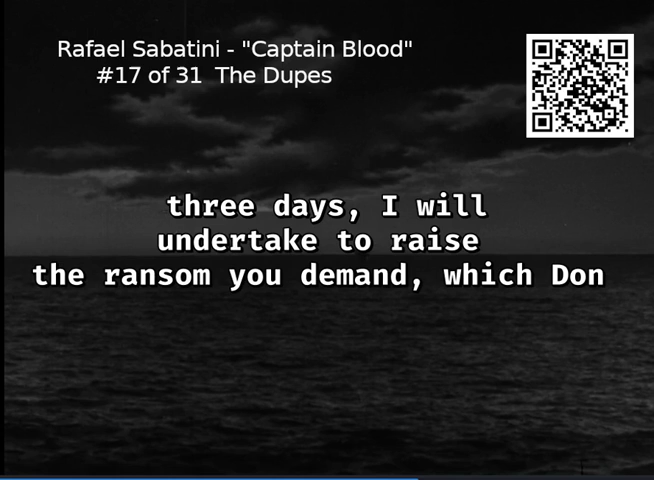 Rafael Sabatini - "Captain Blood"
#17 of 31 The Dupes
three days, I will
undertake to raise
the ransom you demand, which Don